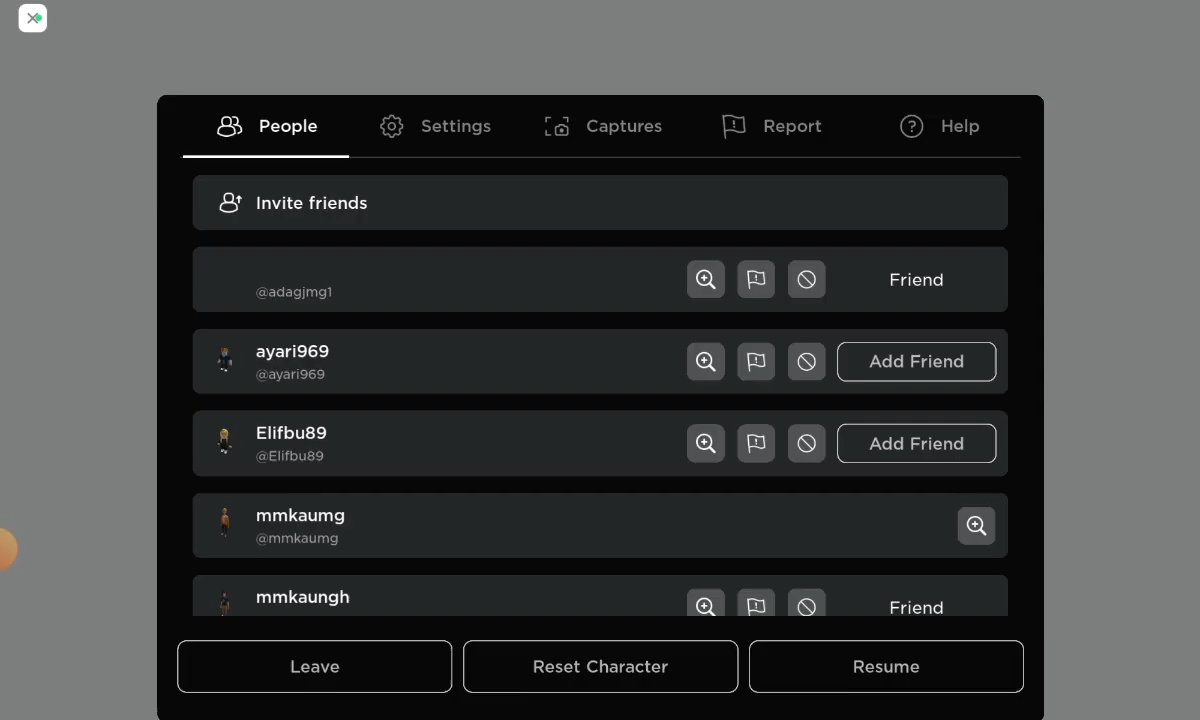 People
Settings
Captures
Report
Help
Invite friends
@adagjmg1
Friend
ayari969
@ayari969
Add Friend
Elifbu89
@Elifbu89
Add Friend
mmkaumg
@mmkaumg
mmkaungh
Friend
Leave
Reset Character
Resume